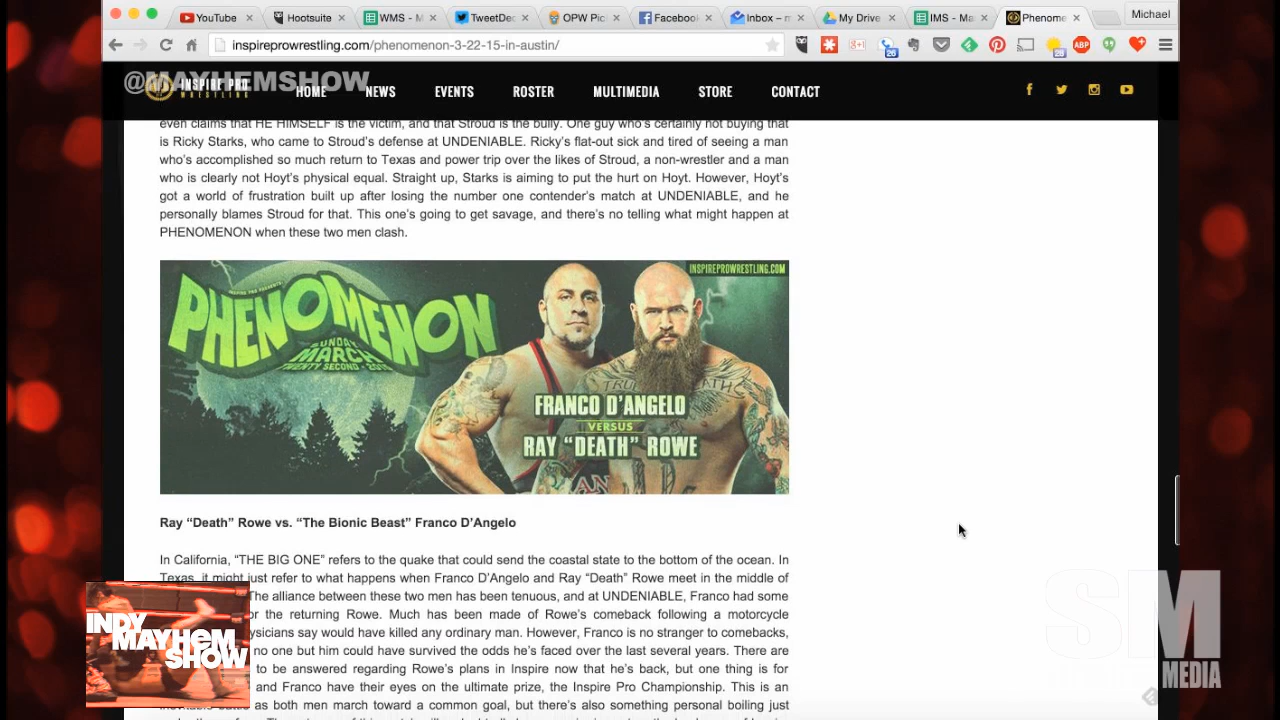 YouTube
Hootsuite
WMS - M
TweetDec
OPW Pic
Facebook
Inbox – m
My Drive
IMS - Ma
Phenome
Michael
inspireprowrestling.com/phenomenon-3-22-15-in-austin/
26
28
ABP
@MAYHEMSHOW
INSPIRE PRO
WRESTLING
HOME
NEWS
EVENTS
ROSTER
MULTIMEDIA
STORE
CONTACT
even claims that HE HIMSELF is the victim, and that Stroud is the bully. One guy who's certainly not buying that
is Ricky Starks, who came to Stroud's defense at UNDENIABLE. Ricky's flat-out sick and tired of seeing a man
who's accomplished so much return to Texas and power trip over the likes of Stroud, a non-wrestler and a man
who is clearly not Hoyt's physical equal. Straight up, Starks is aiming to put the hurt on Hoyt. However, Hoyt's
got a world of frustration built up after losing the number one contender's match at UNDENIABLE, and he
personally blames Stroud for that. This one's going to get savage, and there's no telling what might happen at
PHENOMENON when these two men clash.
INSPIREPROWRESTLING.COM
INSPIRE PRO PRESENTS
PHENOMENON
SUNDAY
MARCH
TWENTY SECOND
FRANCO D'ANGELO
VERSUS
RAY "DEATH" ROWE
Ray “Death” Rowe vs. “The Bionic Beast” Franco D’Angelo
In California, “THE BIG ONE” refers to the quake that could send the coastal state to the bottom of the ocean. In
Texas, it might just refer to what happens when Franco D’Angelo and Ray “Death” Rowe meet in the middle of
The alliance between these two men has been tenuous, and at UNDENIABLE, Franco had some
or the returning Rowe. Much has been made of Rowe’s comeback following a motorcycle
ysicians say would have killed any ordinary man. However, Franco is no stranger to comebacks,
no one but him could have survived the odds he’s faced over the last several years. There are
to be answered regarding Rowe’s plans in Inspire now that he’s back, but one thing is for
and Franco have their eyes on the ultimate prize, the Inspire Pro Championship. This is an
inevitable battle as both men march toward a common goal, but there’s also something personal boiling just
INDY
MAYHEM
SHOW
SM
MEDIA